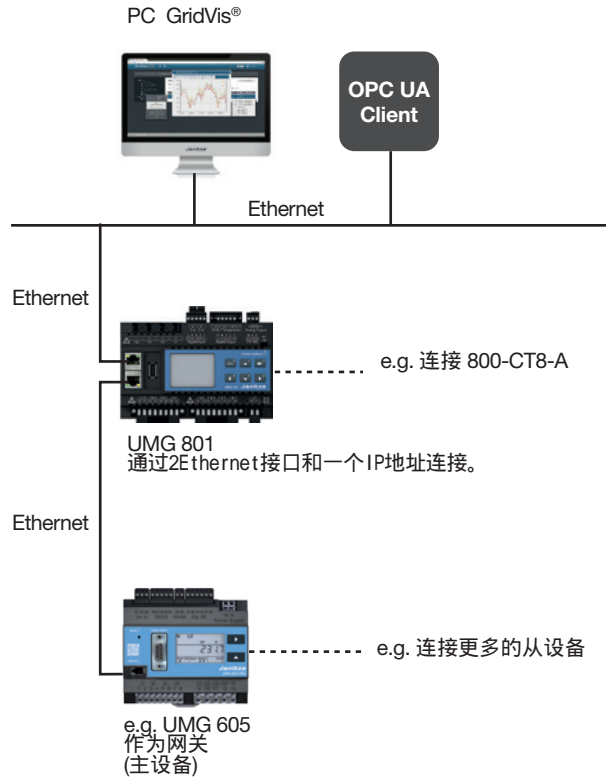 PC GridVis®
OPC UA
Client
Ethernet
Ethernet
e.g. 连接 800-CT8-A
UMG 801
通过2Ethernet接口和一个IP地址连接。
Ethernet
e.g. 连接更多的从设备
e.g. UMG 605
作为网关
(主设备)